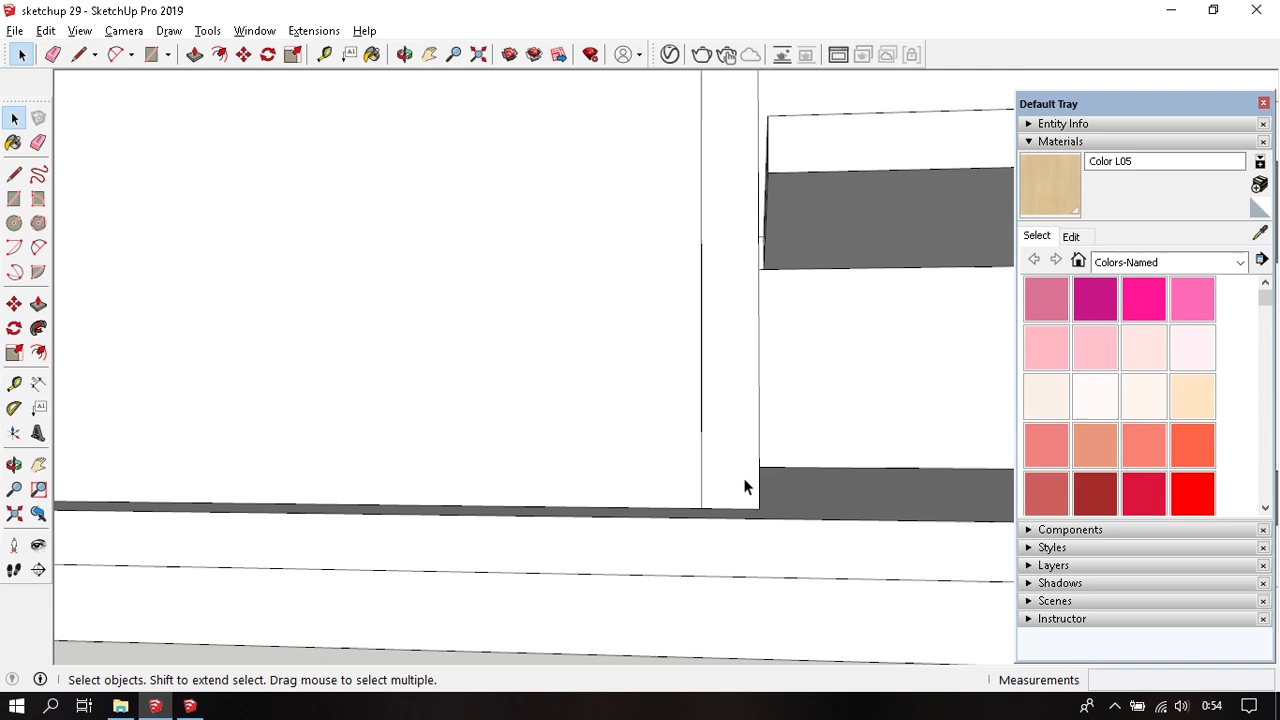 sketchup 29 - SketchUp Pro 2019
File Edit View Camera Draw Tools Window Extensions Help
Default Tray
Entity Info
Materials
Color L05
Select Edit
Colors-Named
Components
Styles
Layers
Shadows
Scenes
Instructor
Select objects. Shift to extend select. Drag mouse to select multiple.
Measurements
0:54